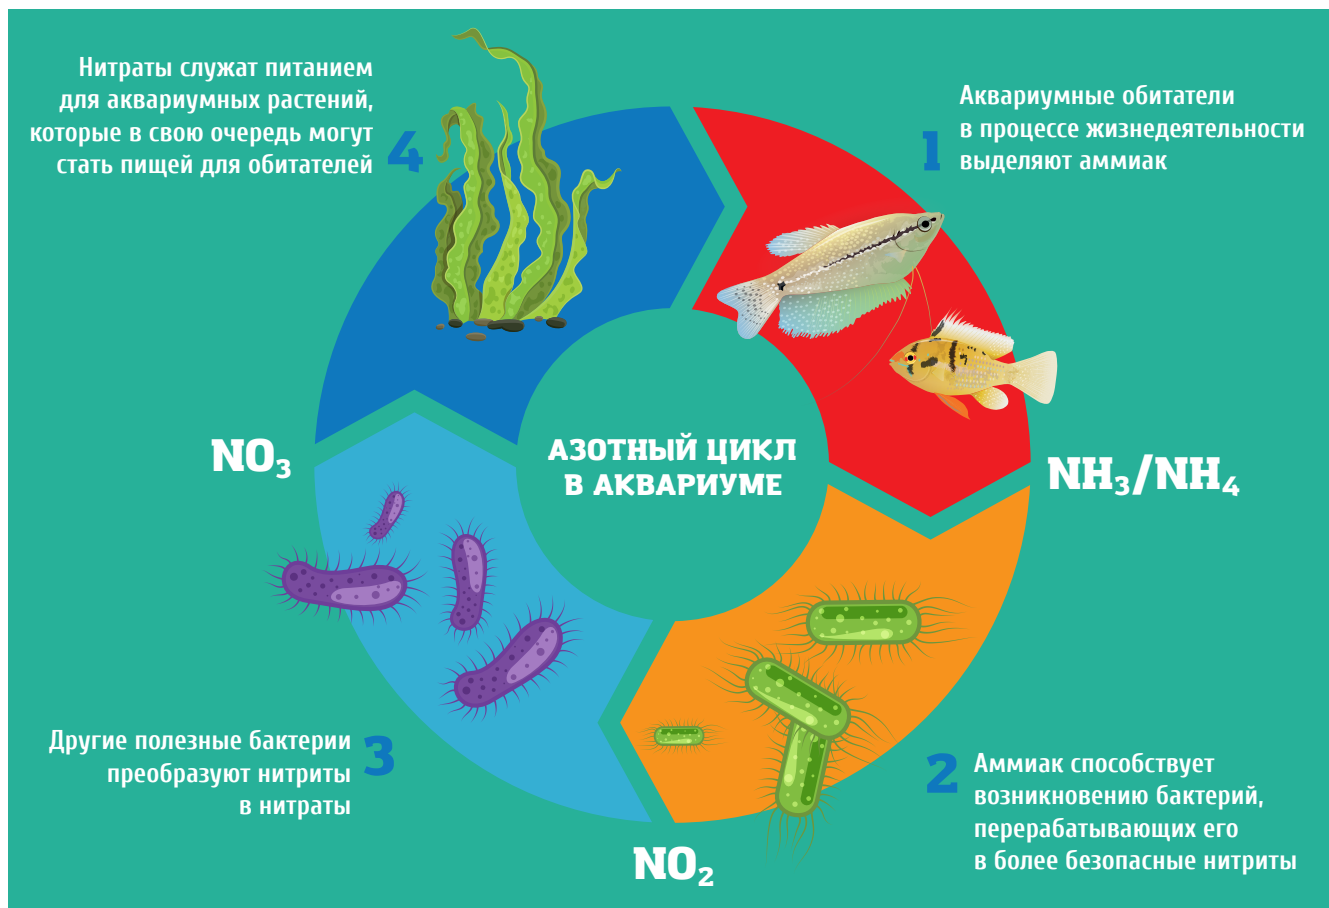 АЗОТНЫЙ ЦИКЛ
В АКВАРИУМЕ
1
Аквариумные обитатели
в процессе жизнедеятельности
выделяют аммиак
NH₃/NH₄
2
Аммиак способствует
возникновению бактерий,
перерабатывающих его
в более безопасные нитриты
NO₂
3
Другие полезные бактерии
преобразуют нитриты
в нитраты
NO₃
4
Нитраты служат питанием
для аквариумных растений,
которые в свою очередь могут
стать пищей для обитателей